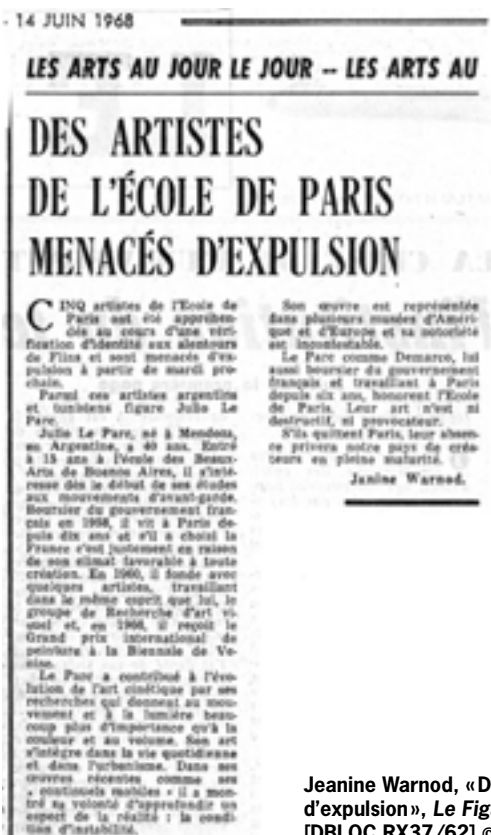 - 14 JUIN 1968
LES ARTS AU JOUR LE JOUR -- LES ARTS AU
DES ARTISTES
DE L'ÉCOLE DE PARIS
MENACÉS D'EXPULSION
CINQ artistes de l'Ecole de
Paris ont été appréhen-
dés au cours d'une véri-
fication d'identité aux alentours
de Flins et sont menacés d'ex-
pulsion à partir de mardi pro-
chain.
Parmi ces artistes argentins
et tunisiens figure Julio Le
Parc.
Julio Le Parc, né à Mendoza,
en Argentine, a 40 ans. Entré
à 15 ans à l'école des Beaux-
Arts de Buenos Aires, il s'inté-
resse dès le début de ses études
aux mouvements d'avant-garde.
Boursier du gouvernement fran-
çais en 1958, il vit à Paris de-
puis dix ans et s'il a choisi la
France c'est justement en raison
de son climat favorable à toute
création. En 1960, il fonde avec
quelques artistes, travaillant
dans le même esprit que lui, le
groupe de Recherche d'art vi-
suel et, en 1966, il reçoit le
Grand prix international de
peinture à la Biennale de Ve-
nise.
Le Parc a contribué à l'évo-
lution de l'art cinétique par ses
recherches qui donnent au mou-
vement et à la lumière beau-
coup plus d'importance qu'à la
couleur et au volume. Son art
s'intègre dans la vie quotidienne
et dans l'urbanisme. Dans ses
œuvres récentes comme ses
« continuels mobiles » il a mon-
tré sa volonté d'approfondir un
aspect de la réalité : la condi-
tion d'instabilité.
Son œuvre est représentée
dans plusieurs musées d'Améri-
que et d'Europe et sa notoriété
est incontestable.
Le Parc comme Demarco, lui
aussi boursier du gouvernement
français et travaillant à Paris
depuis six ans, honorent l'Ecole
de Paris. Leur art n'est ni
destructif, ni provocateur.
S'ils quittent Paris, leur absen-
ce privera notre pays de créa-
teurs en pleine maturité.
Janine Warnod.
Jeanine Warnod, «D
d'expulsion», Le Fig
[DBLOC RX37/62] ©